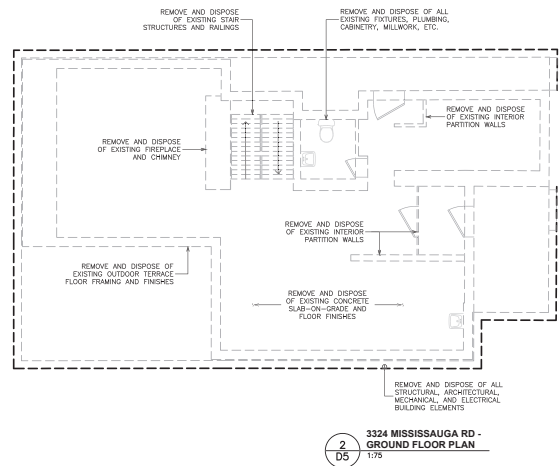 REMOVE AND DISPOSE
OF EXISTING STAIR
STRUCTURES AND RAILINGS
REMOVE AND DISPOSE OF ALL
EXISTING FIXTURES, PLUMBING,
CABINETRY, MILLWORK, ETC.
REMOVE AND DISPOSE
OF EXISTING INTERIOR
PARTITION WALLS
REMOVE AND DISPOSE
OF EXISTING FIREPLACE
AND CHIMNEY
REMOVE AND DISPOSE
OF EXISTING INTERIOR
PARTITION WALLS
REMOVE AND DISPOSE OF
EXISTING OUTDOOR TERRACE
FLOOR FRAMING AND FINISHES
REMOVE AND DISPOSE
OF EXISTING CONCRETE
SLAB-ON-GRADE AND
FLOOR FINISHES
REMOVE AND DISPOSE OF ALL
STRUCTURAL, ARCHITECTURAL,
MECHANICAL, AND ELECTRICAL
BUILDING ELEMENTS
2
D5
3324 MISSISSAUGA RD -
GROUND FLOOR PLAN
1:75